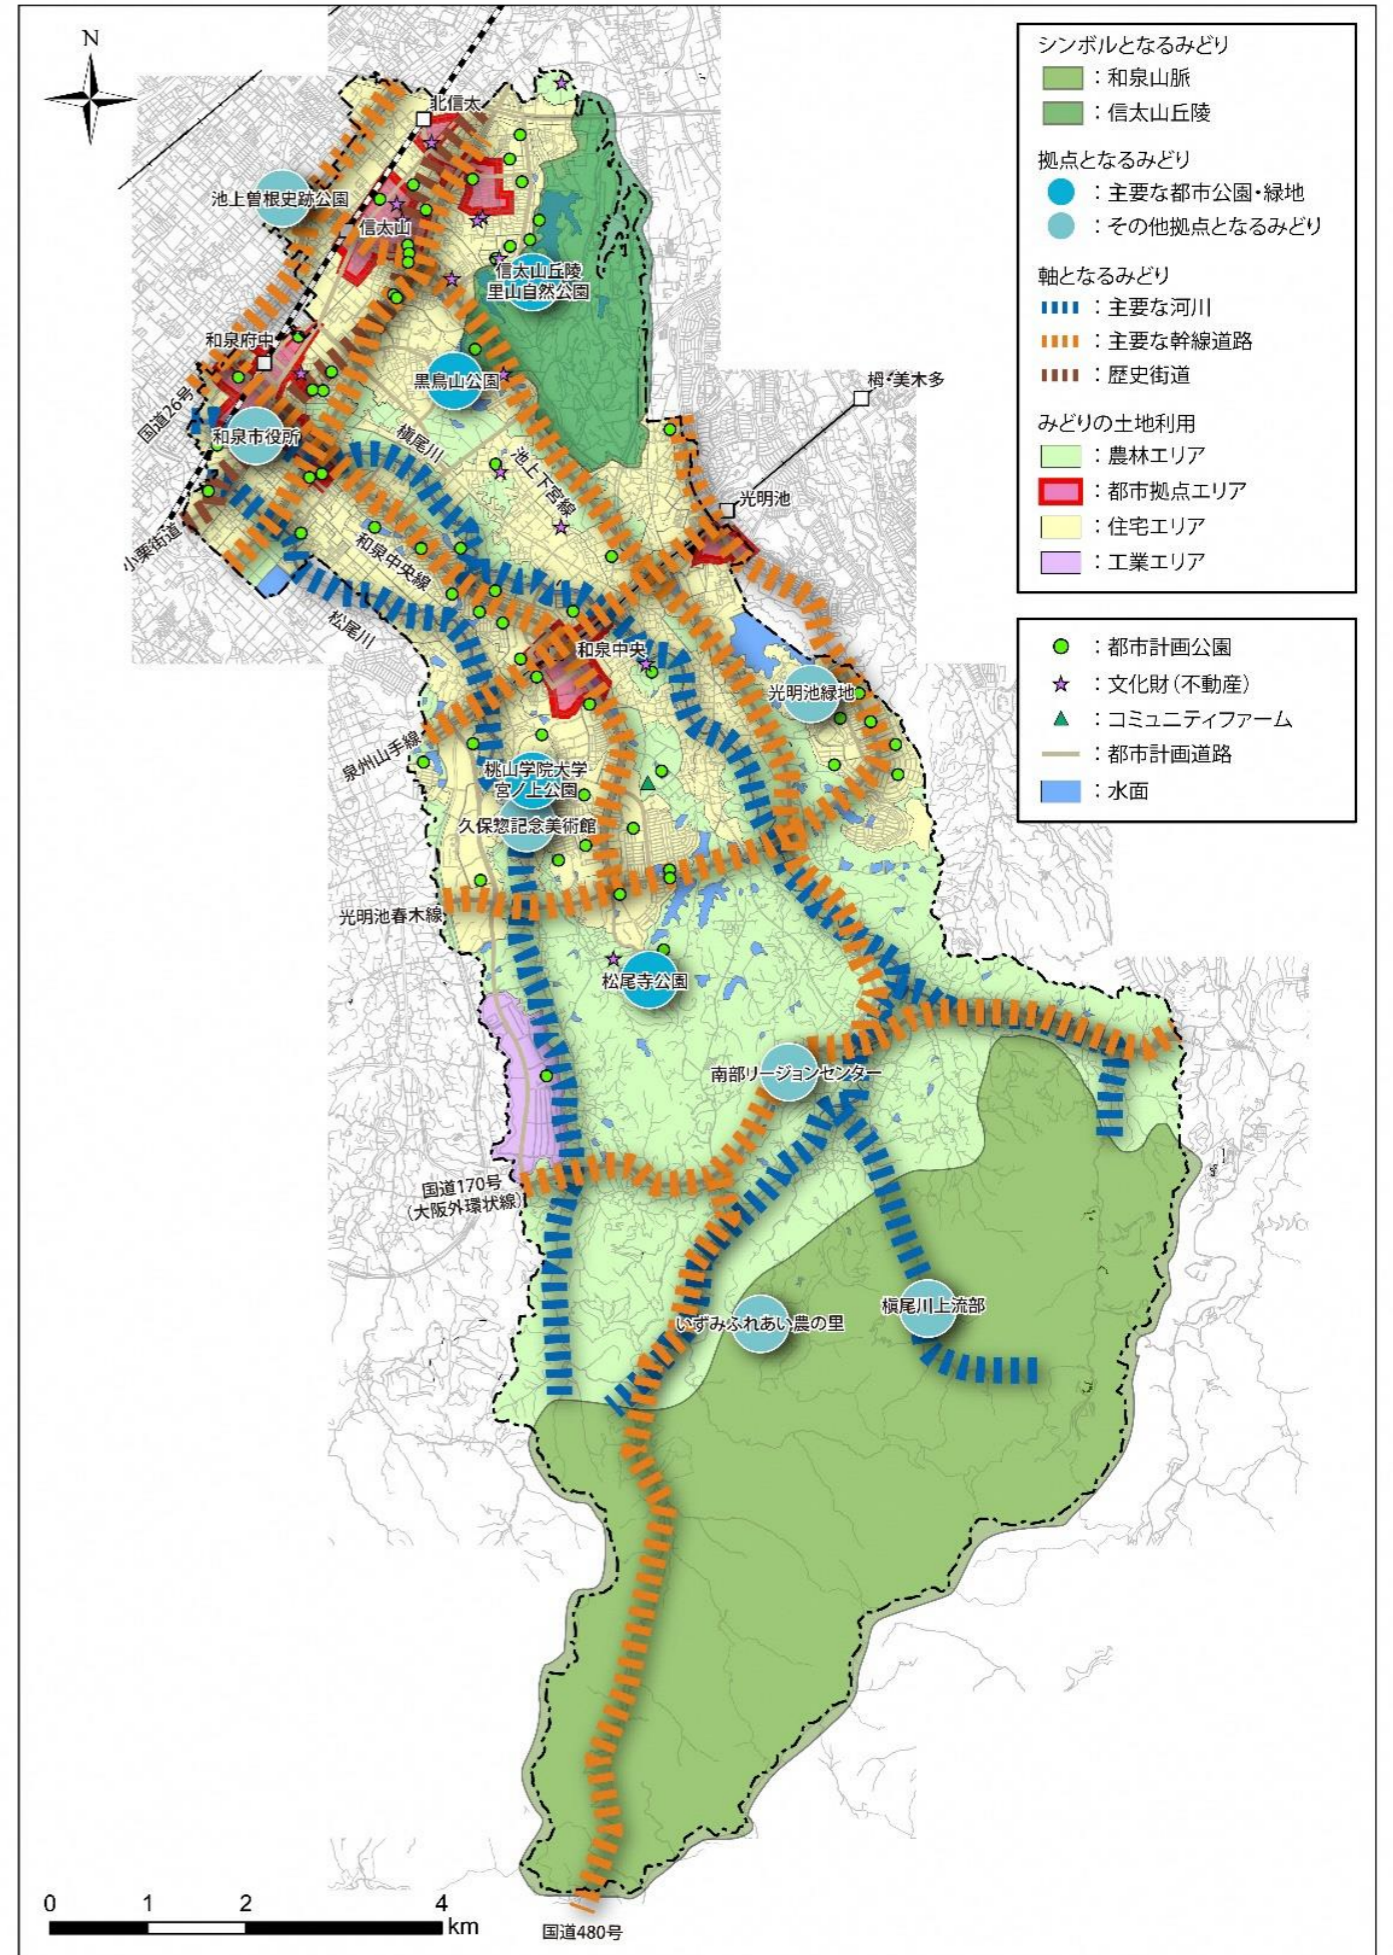 N
シンボルとなるみどり
：和泉山脈
：信太山丘陵
拠点となるみどり
：主要な都市公園・緑地
：その他拠点となるみどり
軸となるみどり
：主要な河川
：主要な幹線道路
：歴史街道
みどりの土地利用
：農林エリア
：都市拠点エリア
：住宅エリア
：工業エリア
：都市計画公園
：文化財（不動産）
：コミュニティファーム
：都市計画道路
：水面
北信太
池上曽根史跡公園
信太山
信太山丘陵
里山自然公園
和泉府中
黒鳥山公園
栂・美木多
国道26号
和泉市役所
槇尾川
池上下宮線
光明池
小栗街道
和泉中央線
松尾川
和泉中央
光明池緑地
泉州山手線
桃山学院大学
宮ノ上公園
久保惣記念美術館
光明池春木線
松尾寺公園
南部リージョンセンター
国道170号
（大阪外環状線）
槇尾川上流部
いずみふれあい農の里
0 1 2 4
km
国道480号